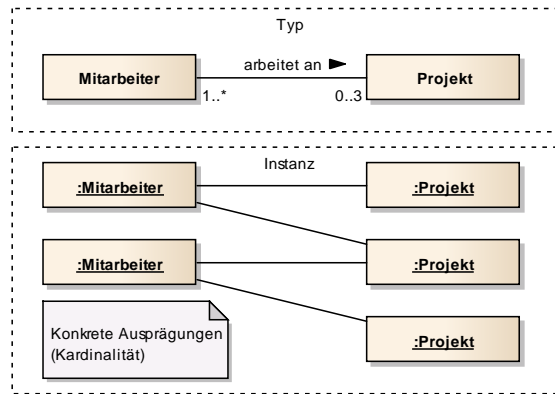 Typ
Mitarbeiter
arbeitet an
Projekt
1..*
0..3
Instanz
:Mitarbeiter
:Projekt
:Mitarbeiter
:Projekt
Konkrete Ausprägungen
(Kardinalität)
:Projekt